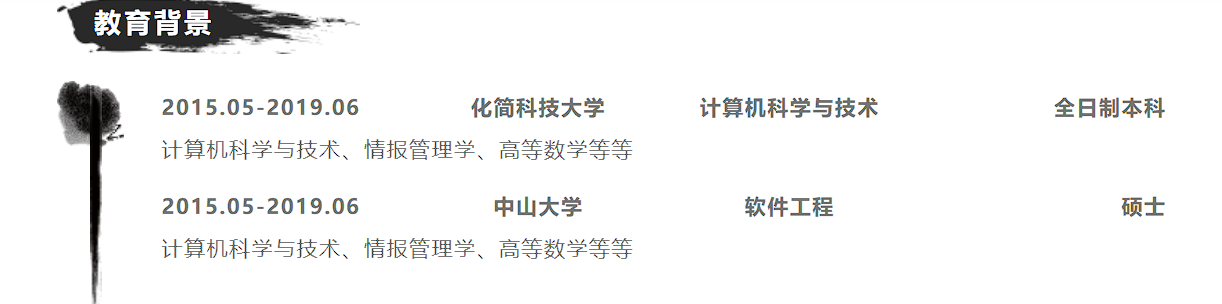 教育背景
2015.05-2019.06 化简科技大学 计算机科学与技术 全日制本科
计算机科学与技术、情报管理学、高等数学等等
2015.05-2019.06 中山大学 软件工程 硕士
计算机科学与技术、情报管理学、高等数学等等